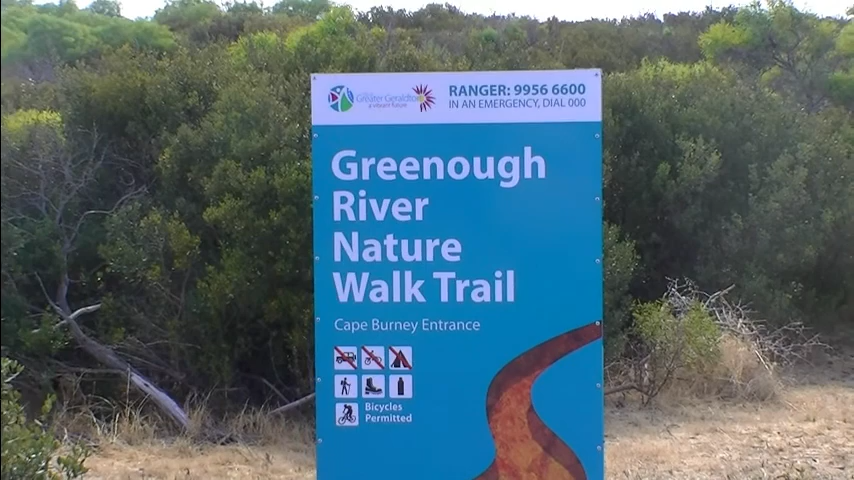 Greater Geraldton
a vibrant future
RANGER: 9956 6600
IN AN EMERGENCY, DIAL 000
Greenough
River
Nature
Walk Trail
Cape Burney Entrance
Bicycles
Permitted